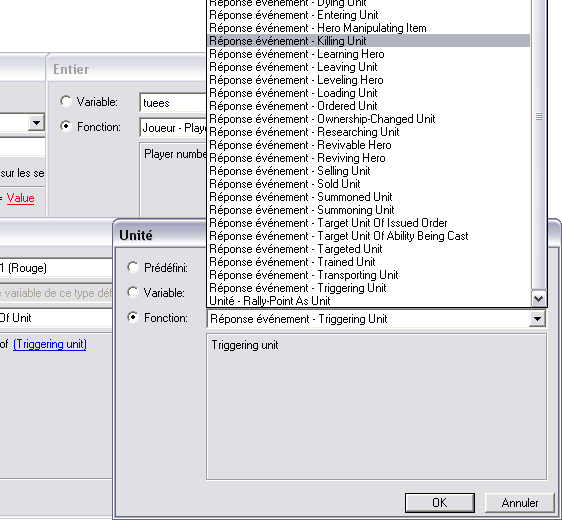 Réponse événement - Dying Unit
Réponse événement - Entering Unit
Réponse événement - Hero Manipulating Item
Réponse événement - Killing Unit
Réponse événement - Learning Hero
Réponse événement - Leaving Unit
Réponse événement - Leveling Hero
Réponse événement - Loading Unit
Réponse événement - Ordered Unit
Réponse événement - Ownership-Changed Unit
Réponse événement - Researching Unit
Réponse événement - Revivable Hero
Réponse événement - Reviving Hero
Réponse événement - Selling Unit
Réponse événement - Sold Unit
Réponse événement - Summoned Unit
Réponse événement - Summoning Unit
Réponse événement - Target Unit Of Issued Order
Réponse événement - Target Unit Of Ability Being Cast
Réponse événement - Targeted Unit
Réponse événement - Trained Unit
Réponse événement - Transporting Unit
Réponse événement - Triggering Unit
Unité - Rally-Point As Unit
Entier
Variable: tuees
Fonction: Joueur - Playe
Player numbe
sur les se
= Value
1 (Rouge)
e variable de ce type déf
Of Unit
of (Triggering unit)
Unité
Prédéfini:
Variable:
Fonction: Réponse événement - Triggering Unit
Triggering unit
OK
Annuler